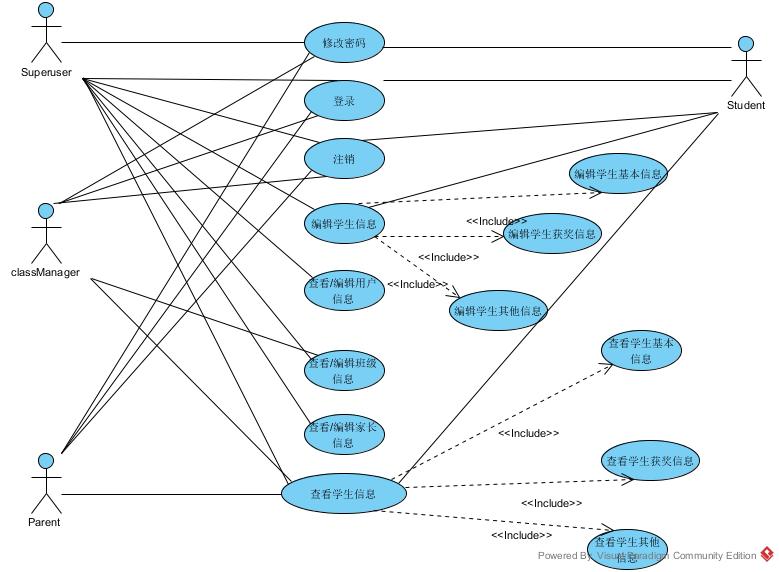 Superuser
修改密码
Student
登录
注销
编辑学生基本信息
classManager
编辑学生信息
<<Include>>
编辑学生获奖信息
<<Include>>
<<Include>>
查看/编辑用户
信息
编辑学生其他信息
查看/编辑班级
信息
查看学生基本
信息
查看/编辑家长
信息
<<Include>>
查看学生获奖信息
Parent
查看学生信息
<<Include>>
<<Include>>
查看学生其他
信息
Powered By Visual Paradigm Community Edition